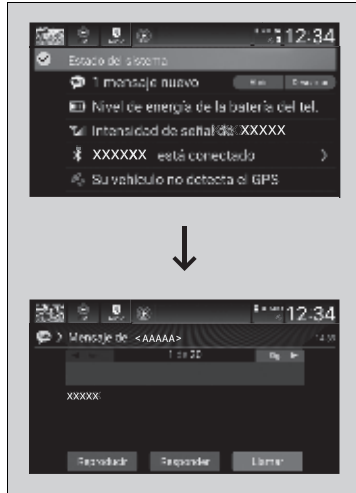 12:34
Estado del sistema
1 mensaje nuevo
Nivel de energía de la batería del tel.
Intensidad de señal de XXXXX
XXXXXX está conectado
Su vehículo no detecta el GPS
12:34
Mensaje de <AAAAA>
1 de 20
XXXXX
Reproducir Responder Llamar